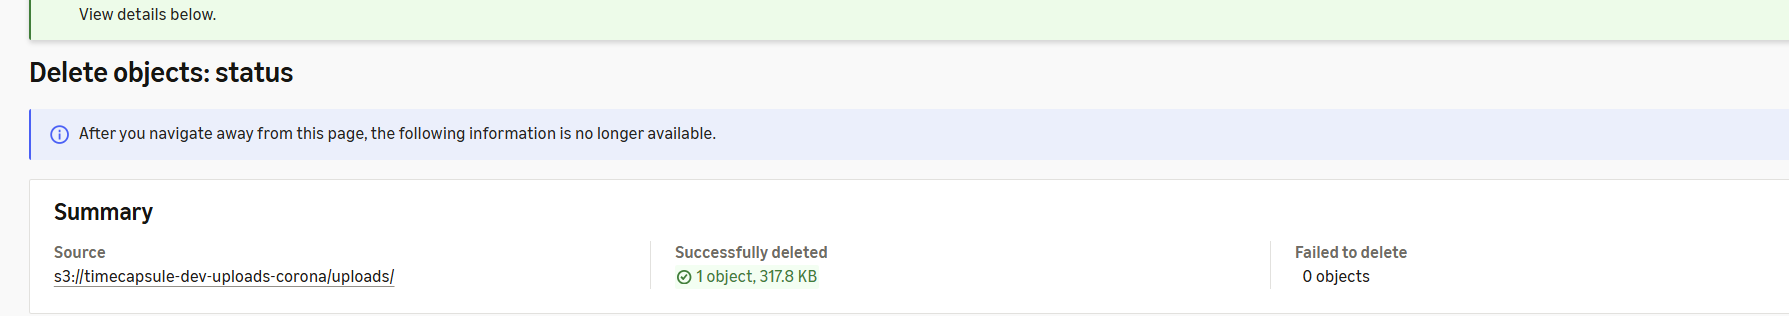 View details below.
Delete objects: status
After you navigate away from this page, the following information is no longer available.
Summary
Source
s3://timecapsule-dev-uploads-corona/uploads/
Successfully deleted
1 object, 317.8 KB
Failed to delete
0 objects